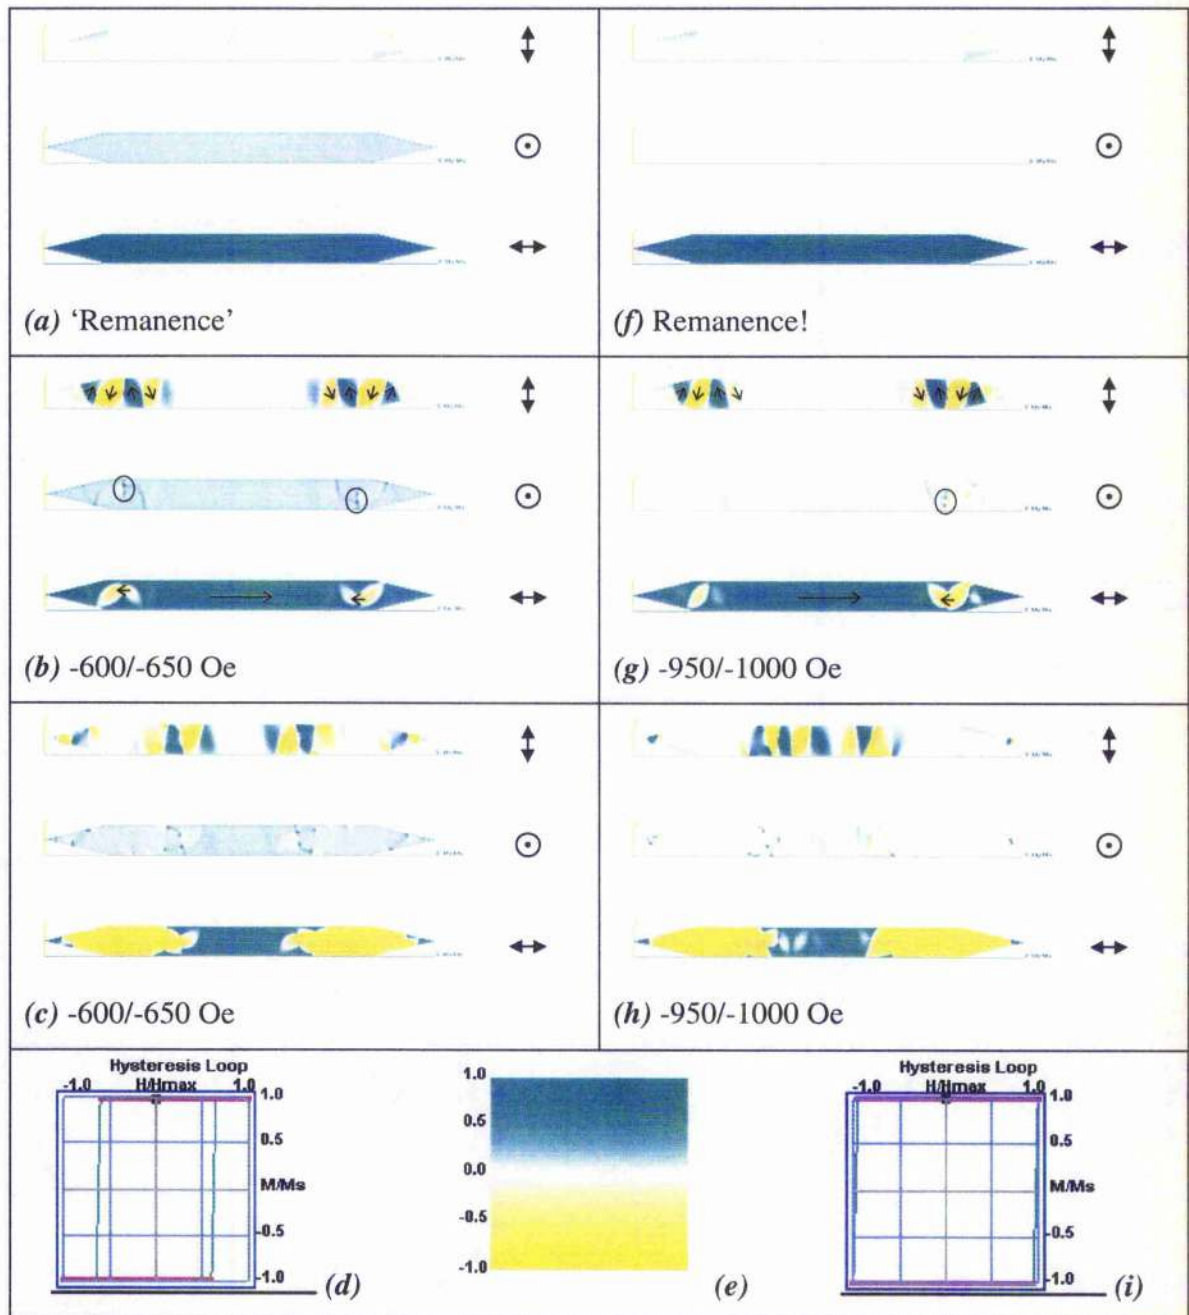 (a) 'Remanence'
(f) Remanence!
(b) -600/-650 Oe
(g) -950/-1000 Oe
(c) -600/-650 Oe
(h) -950/-1000 Oe
Hysteresis Loop
-1.0 H/Hmax 1.0
1.0
0.5
M/Ms
-0.5
-1.0
(d)
1.0
0.5
0.0
-0.5
-1.0
(e)
Hysteresis Loop
-1.0 H/Hmax 1.0
1.0
0.5
M/Ms
-0.5
-1.0
(i)